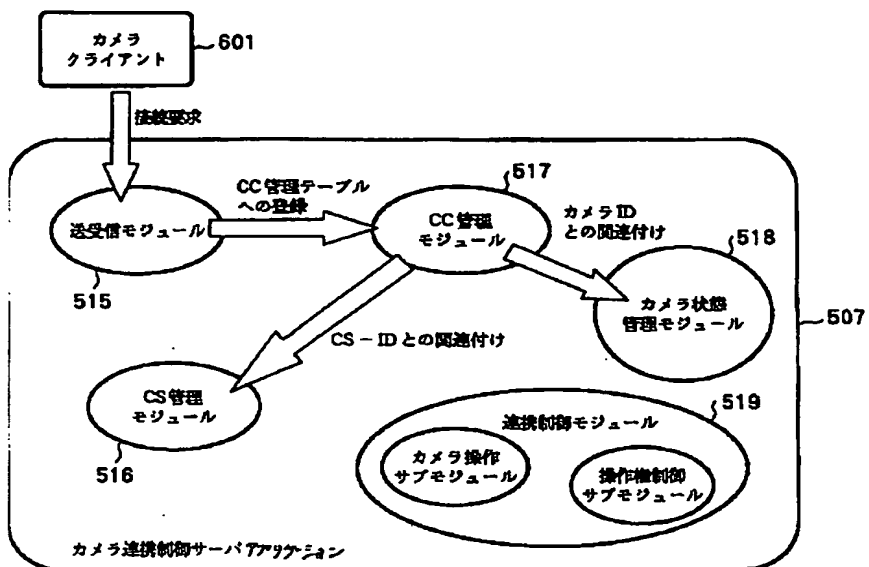 カメラ
クライアント
601
接続要求
517
CC管理テーブル
への登録
CC管理
モジュール
カメラID
との関連付け
518
送受信モジュール
515
カメラ状態
管理モジュール
507
CS-IDとの関連付け
CS管理
モジュール
516
519
連携制御モジュール
カメラ操作
サブモジュール
操作権制御
サブモジュール
カメラ連携制御サーバアプリケーション